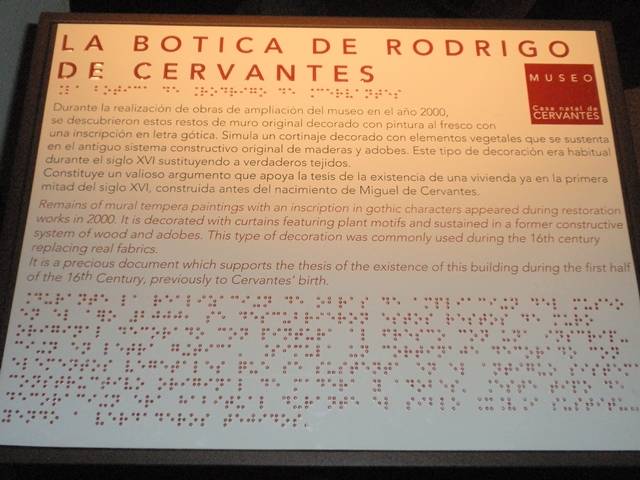 LA BOTICA DE RODRIGO
DE CERVANTES
MUSEO
Casa natal de
CERVANTES
Durante la realización de obras de ampliación del museo en el año 2000,
se descubrieron estos restos de muro original decorado con pintura al fresco con
una inscripción en letra gótica. Simula un cortinaje decorado con elementos vegetales que se sustenta
en el antiguo sistema constructivo original de maderas y adobes. Este tipo de decoración era habitual
durante el siglo XVI sustituyendo a verdaderos tejidos.
Constituye un valioso argumento que apoya la tesis de la existencia de una vivienda ya en la primera
mitad del siglo XVI, construida antes del nacimiento de Miguel de Cervantes.
Remains of mural tempera paintings with an inscription in gothic characters appeared during restoration
works in 2000. It is decorated with curtains featuring plant motifs and sustained in a former constructive
system of wood and adobes. This type of decoration was commonly used during the 16th century
replacing real fabrics.
It is a precious document which supports the thesis of the existence of this building during the first half
of the 16th Century, previously to Cervantes' birth.